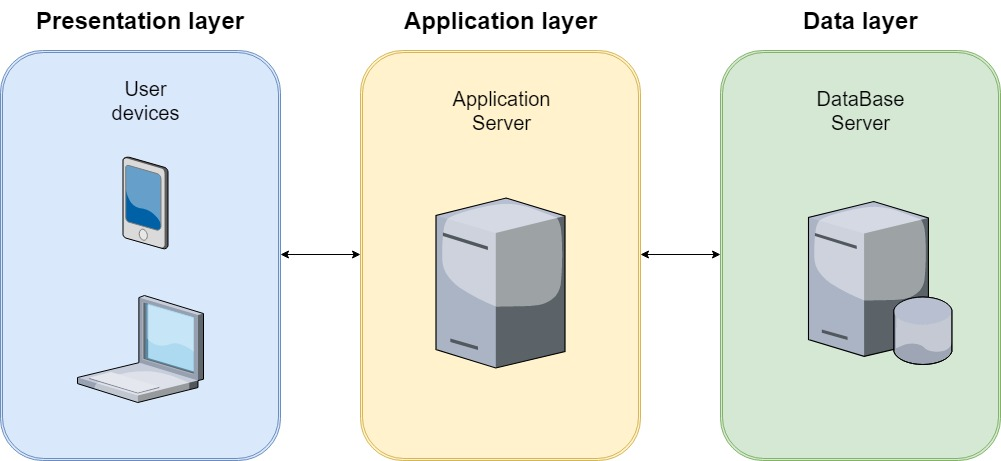 Presentation layer
Application layer
Data layer
User
devices
Application
Server
DataBase
Server